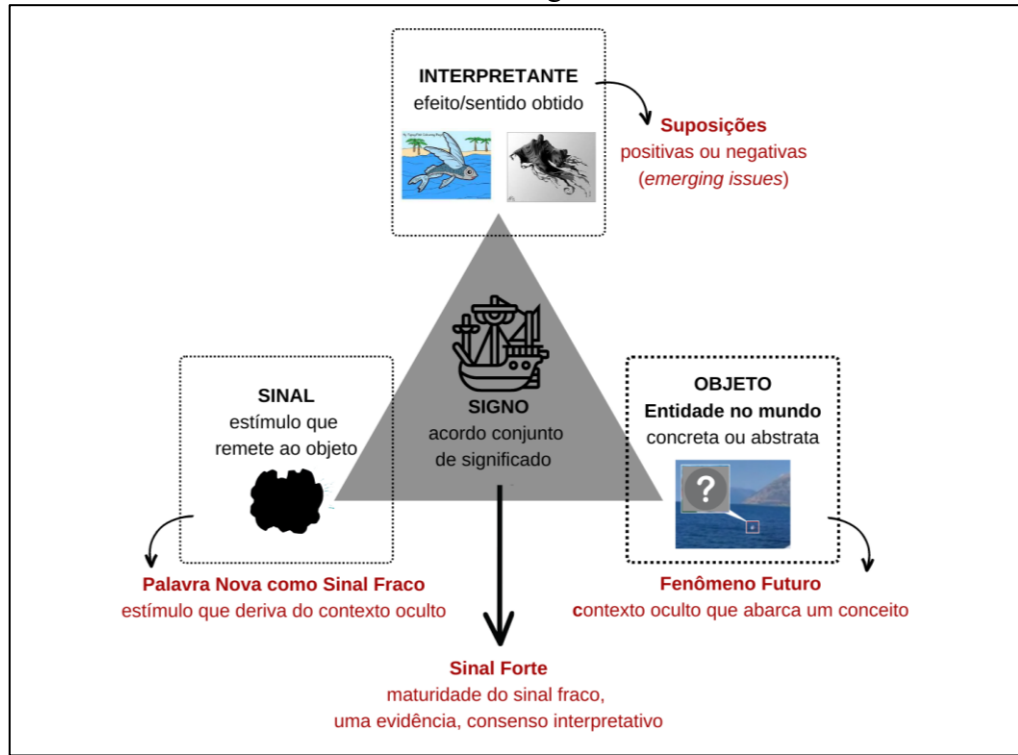 INTERPRETANTE
efeito/sentido obtido
Suposições
positivas ou negativas
(emerging issues)
SINAL
estímulo que
remete ao objeto
SIGNO
acordo conjunto
de significado
OBJETO
Entidade no mundo
concreta ou abstrata
?
Palavra Nova como Sinal Fraco
estímulo que deriva do contexto oculto
Fenômeno Futuro
contexto oculto que abarca um conceito
Sinal Forte
maturidade do sinal fraco,
uma evidência, consenso interpretativo